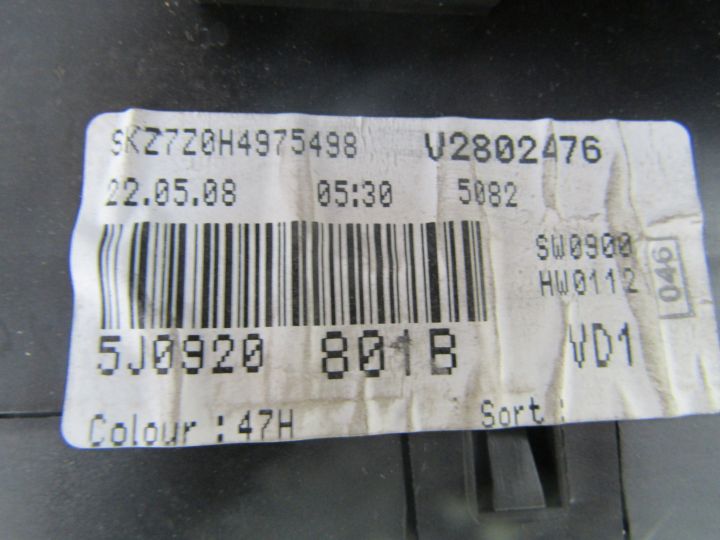 SKZ7Z0H4975498 V2802476
22.05.08 05:30 5082
SW0900
HW0112
046
5J0920 801B VD1
Colour : 47H Sort :